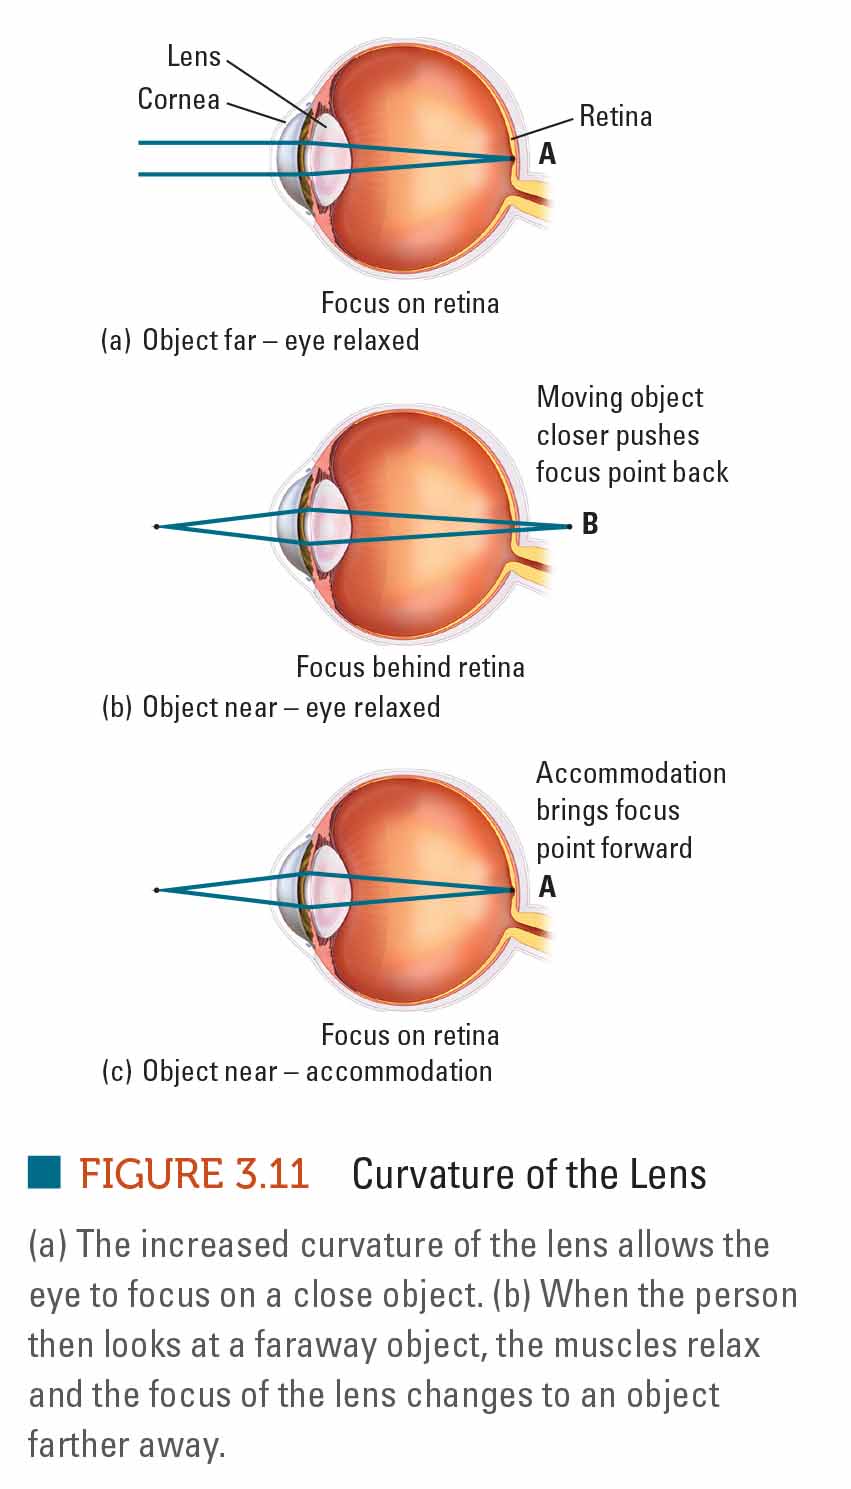 Lens
Cornea
Retina
A
Focus on retina
(a) Object far – eye relaxed
Moving object
closer pushes
focus point back
B
Focus behind retina
(b) Object near – eye relaxed
Accommodation
brings focus
point forward
A
Focus on retina
(c) Object near – accommodation
FIGURE 3.11 Curvature of the Lens
(a) The increased curvature of the lens allows the
eye to focus on a close object. (b) When the person
then looks at a faraway object, the muscles relax
and the focus of the lens changes to an object
farther away.